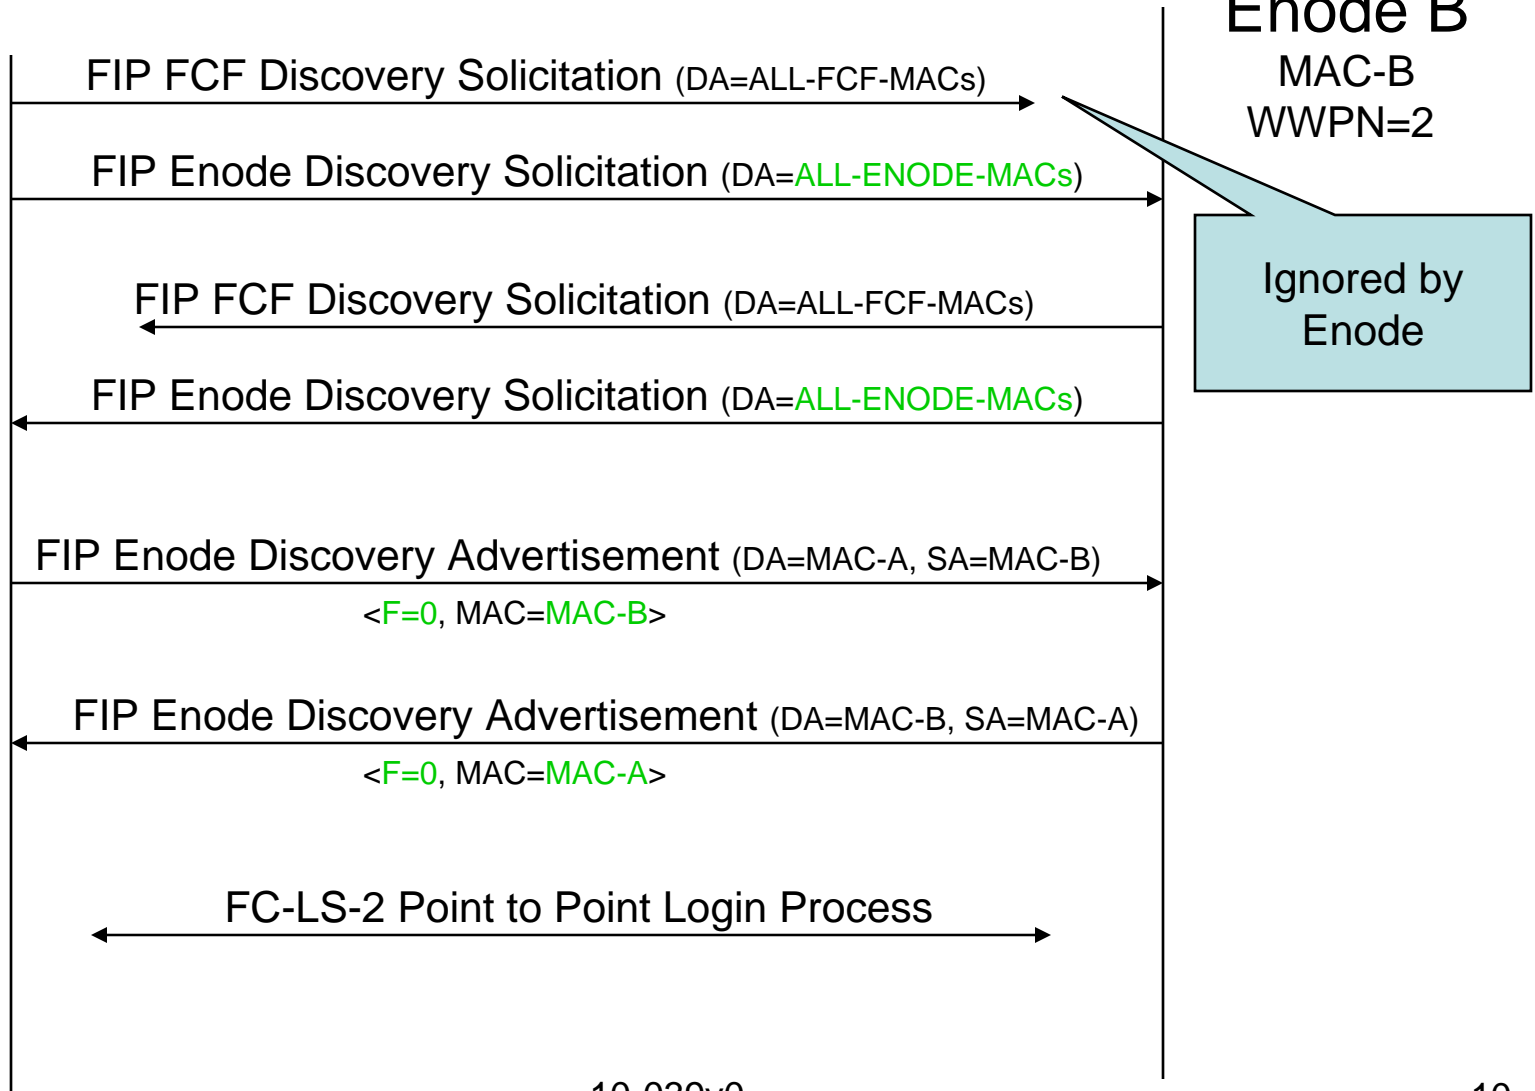 Enode B
MAC-B
WWPN=2
FIP FCF Discovery Solicitation (DA=ALL-FCF-MACs)
FIP Enode Discovery Solicitation (DA=ALL-ENODE-MACs)
Ignored by
Enode
FIP FCF Discovery Solicitation (DA=ALL-FCF-MACs)
FIP Enode Discovery Solicitation (DA=ALL-ENODE-MACs)
FIP Enode Discovery Advertisement (DA=MAC-A, SA=MAC-B)
<F=0, MAC=MAC-B>
FIP Enode Discovery Advertisement (DA=MAC-B, SA=MAC-A)
<F=0, MAC=MAC-A>
FC-LS-2 Point to Point Login Process
10-039v0
10